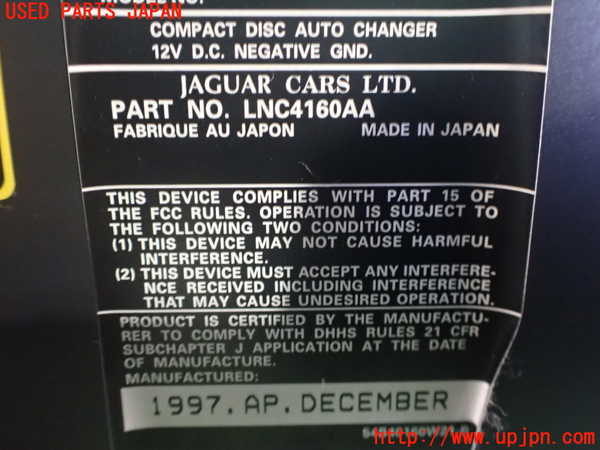 USED PARTS JAPAN
COMPACT DISC AUTO CHANGER
12V D.C. NEGATIVE GND.
JAGUAR CARS LTD.
PART NO. LNC4160AA
FABRIQUE AU JAPON MADE IN JAPAN
THIS DEVICE COMPLIES WITH PART 15 OF
THE FCC RULES. OPERATION IS SUBJECT TO
THE FOLLOWING TWO CONDITIONS:
(1) THIS DEVICE MAY NOT CAUSE HARMFUL
INTERFERENCE.
(2) THIS DEVICE MUST ACCEPT ANY INTERFERE-
NCE RECEIVED INCLUDING INTERFERENCE
THAT MAY CAUSE UNDESIRED OPERATION.
PRODUCT IS CERTIFIED BY THE MANUFACTU-
RER TO COMPLY WITH DHHS RULES 21 CFR
SUBCHAPTER J APPLICATION AT THE DATE
OF MANUFACTURE.
MANUFACTURED:
1997. AP. DECEMBER
http://www.upjpn.com/